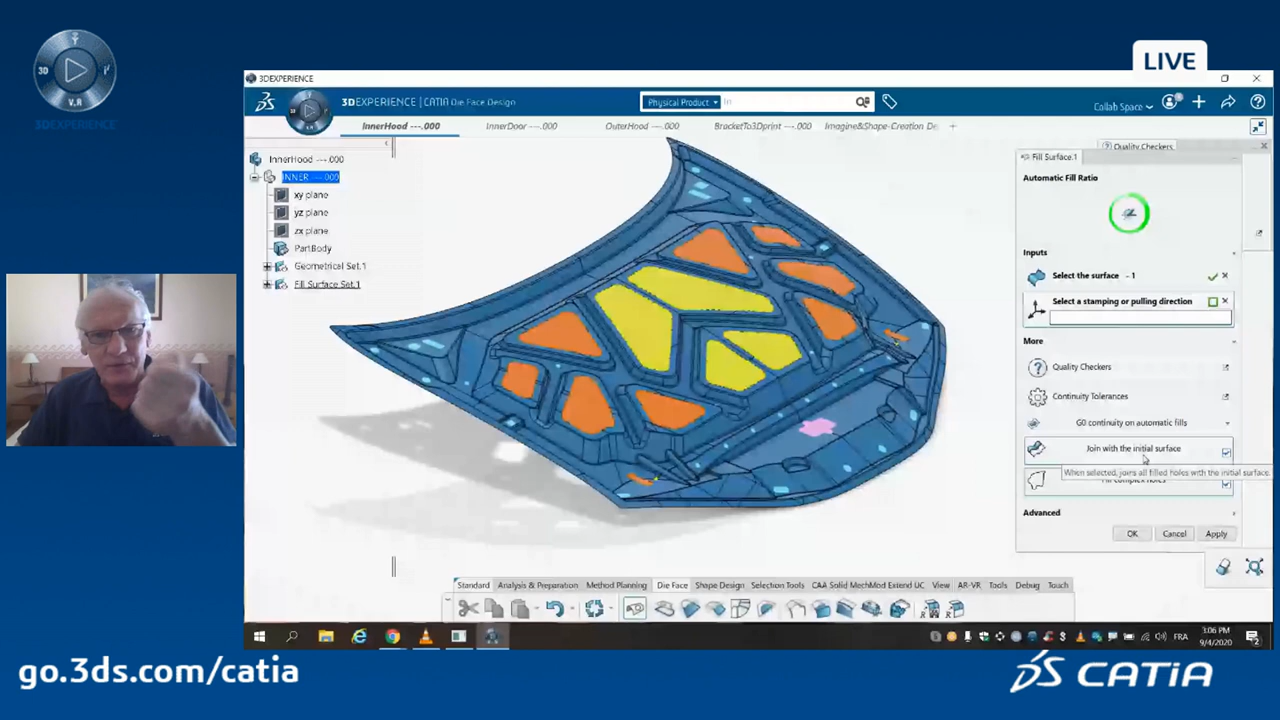 LIVE
3D
V,R
3DEXPERIENCE
3DEXPERIENCE
3DEXPERIENCE | CATIA Die Face Design
Physical Product
Collab Space
InnerHood ---.000
InnerDoor ---.000
OuterHood ---.000
BracketTo3Dprint ---.000
Imagine&Shape-Creation De
Quality Checkers
Fill Surface.1
InnerHood ---.000
INNER ---.000
xy plane
yz plane
zx plane
PartBody
Geometrical Set.1
Fill Surface Set.1
Automatic Fill Ratio
Inputs
Select the surface - 1
Select a stamping or pulling direction
More
Quality Checkers
Continuity Tolerances
G0 continuity on automatic fills
Join with the initial surface
When selected, joins all filled holes with the initial surface.
Fill complex holes
Advanced
OK Cancel Apply
Standard Analysis & Preparation Method Planning Die Face Shape Design Selection Tools CAA Solid MechMod Extend UC View AR-VR Tools Debug Touch
FRA
3:06 PM
9/4/2020
go.3ds.com/catia
CATIA